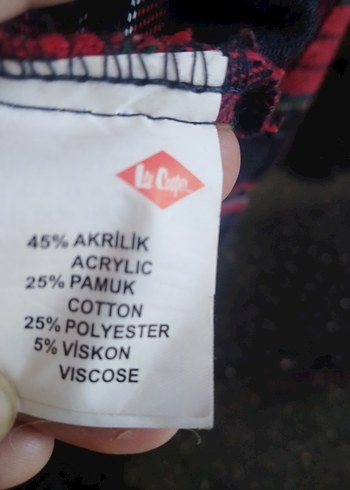 Lee Cooper
45% AKRİLİK
ACRYLIC
25% PAMUK
COTTON
25% POLYESTER
5% VİSKON
VISCOSE